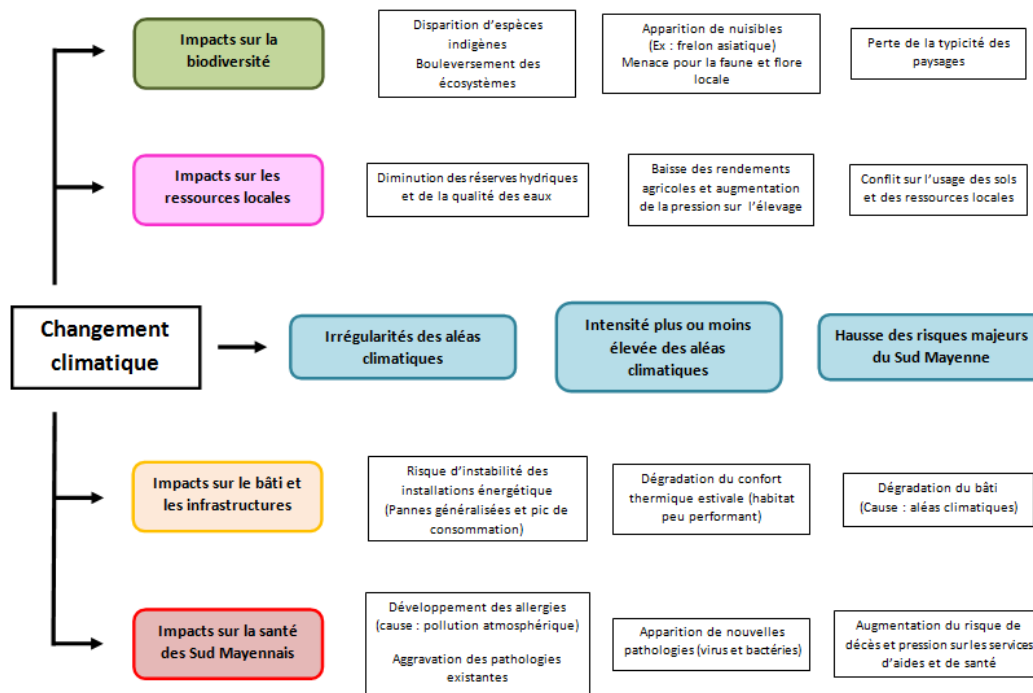 Impacts sur la
biodiversité
Disparition d'espèces
indigènes
Bouleversement des
écosystèmes
Apparition de nuisibles
(Ex : frelon asiatique)
Menace pour la faune et flore
locale
Perte de la typicité des
paysages
Impacts sur les
ressources locales
Diminution des réserves hydriques
et de la qualité des eaux
Baisse des rendements
agricoles et augmentation
de la pression sur l'élevage
Conflit sur l'usage des sols
et des ressources locales
Changement
climatique
Irrégularités des aléas
climatiques
Intensité plus ou moins
élevée des aléas
climatiques
Hausse des risques majeurs
du Sud Mayenne
Impacts sur le bâti et
les infrastructures
Risque d'instabilité des
installations énergétique
(Pannes généralisées et pic de
consommation)
Dégradation du confort
thermique estivale (habitat
peu performant)
Dégradation du bâti
(Cause : aléas climatiques)
Impacts sur la santé
des Sud Mayennais
Développement des allergies
(cause : pollution atmosphérique)
Aggravation des pathologies
existantes
Apparition de nouvelles
pathologies (virus et bactéries)
Augmentation du risque de
décès et pression sur les services
d'aides et de santé